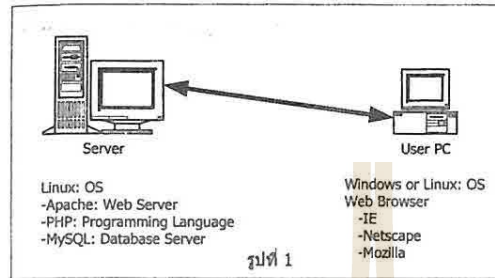 Server
User PC
Linux: OS
-Apache: Web Server
-PHP: Programming Language
-MySQL: Database Server
Windows or Linux: OS
Web Browser
-IE
-Netscape
-Mozilla
รูปที่ 1